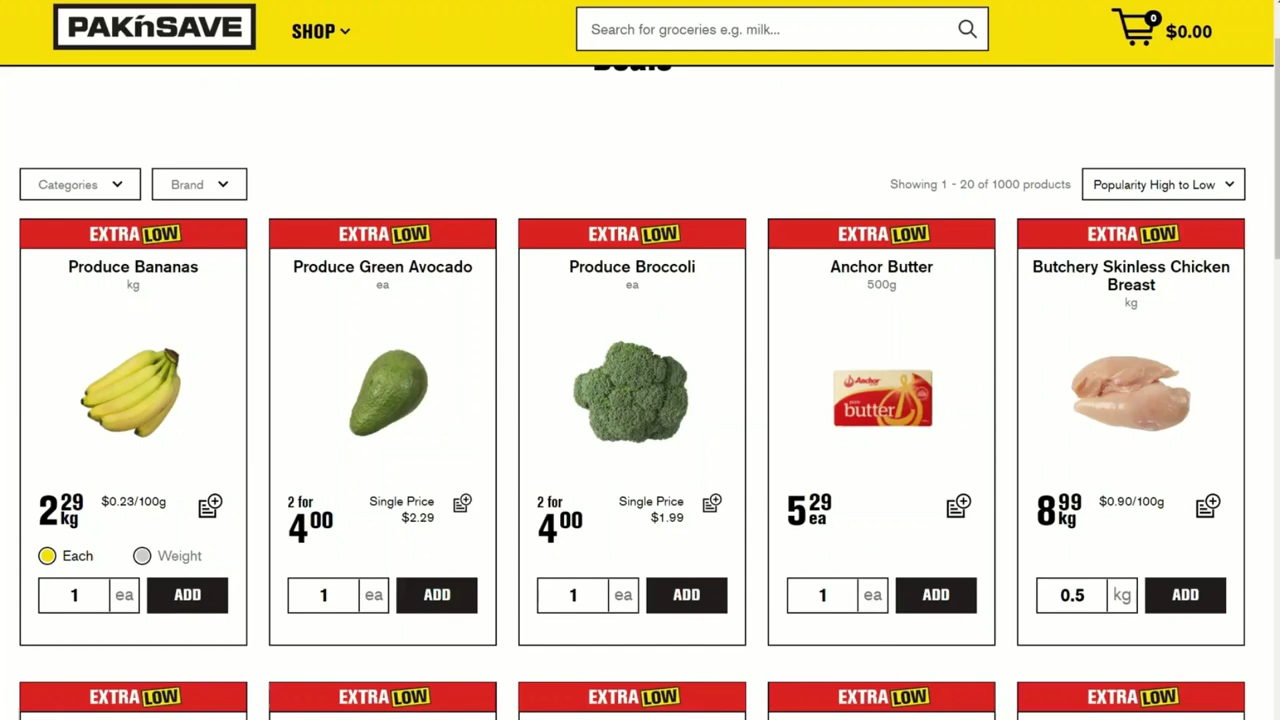 PAK'nSAVE
SHOP
Search for groceries e.g. milk...
0
$0.00
Deals
Categories
Brand
Showing 1 - 20 of 1000 products
Popularity High to Low
EXTRA LOW
Produce Bananas
kg
2 29 kg
$0.23/100g
Each
Weight
1 ea
ADD
EXTRA LOW
Produce Green Avocado
ea
2 for
4 00
Single Price
$2.29
1 ea
ADD
EXTRA LOW
Produce Broccoli
ea
2 for
4 00
Single Price
$1.99
1 ea
ADD
EXTRA LOW
Anchor Butter
500g
Anchor
butter
5 29 ea
1 ea
ADD
EXTRA LOW
Butchery Skinless Chicken
Breast
kg
8 99 kg
$0.90/100g
0.5 kg
ADD
EXTRA LOW
EXTRA LOW
EXTRA LOW
EXTRA LOW
EXTRA LOW